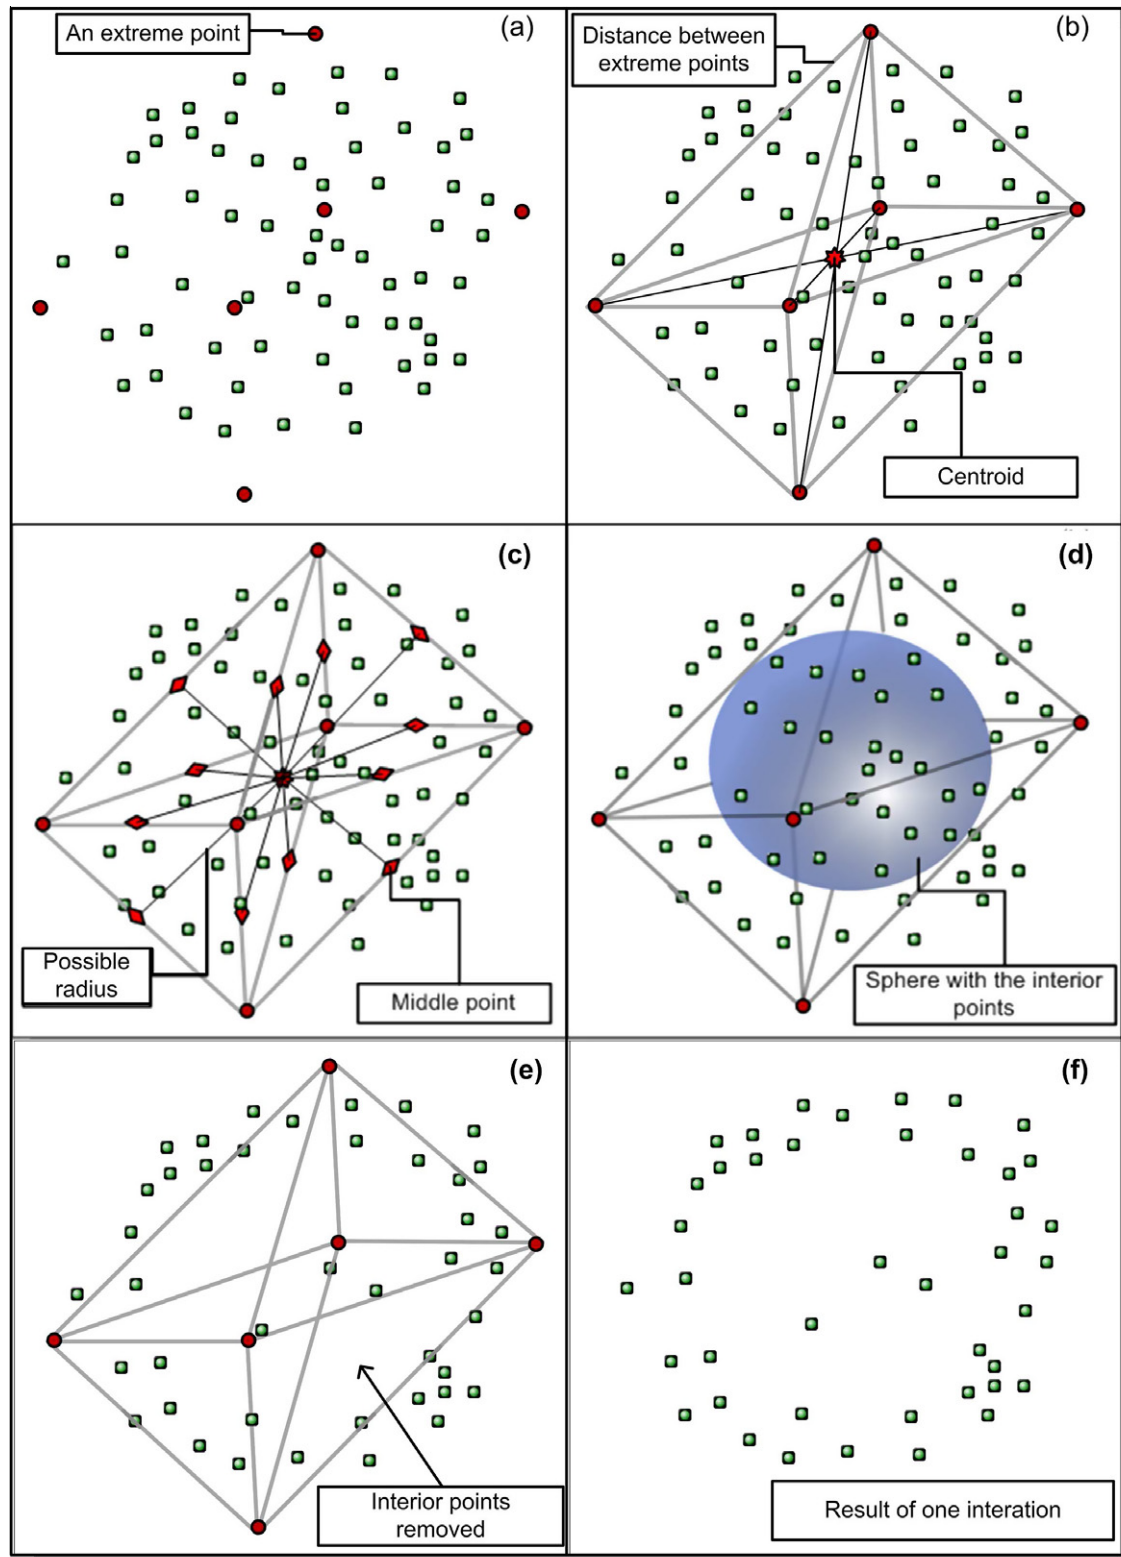 An extreme point
(a)
Distance between
extreme points
(b)
Centroid
(c)
Possible
radius
Middle point
(d)
Sphere with the interior
points
(e)
Interior points
removed
(f)
Result of one interation